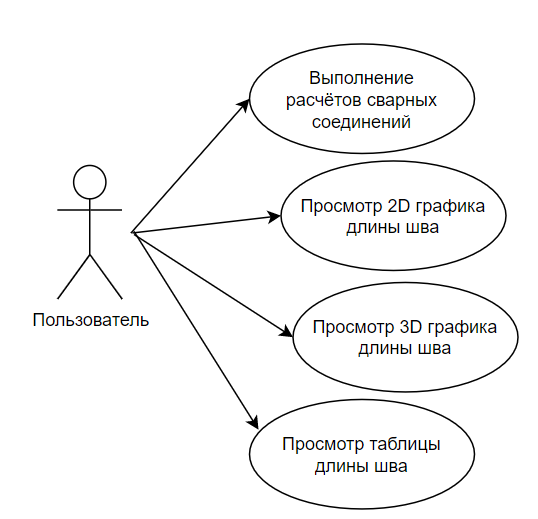 Выполнение
расчётов сварных
соединений
Просмотр 2D графика
длины шва
Пользователь
Просмотр 3D графика
длины шва
Просмотр таблицы
длины шва